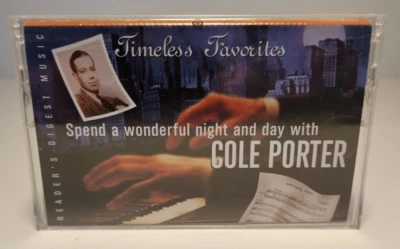 Timeless Favorites
Spend a wonderful night and day with
COLE PORTER
READER'S DIGEST MUSIC